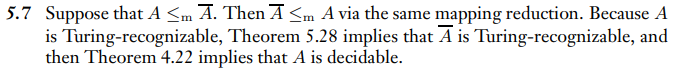 5.7 Suppose that A ≤ₘ A̅. Then A̅ ≤ₘ A via the same mapping reduction. Because A
is Turing-recognizable, Theorem 5.28 implies that A̅ is Turing-recognizable, and
then Theorem 4.22 implies that A is decidable.